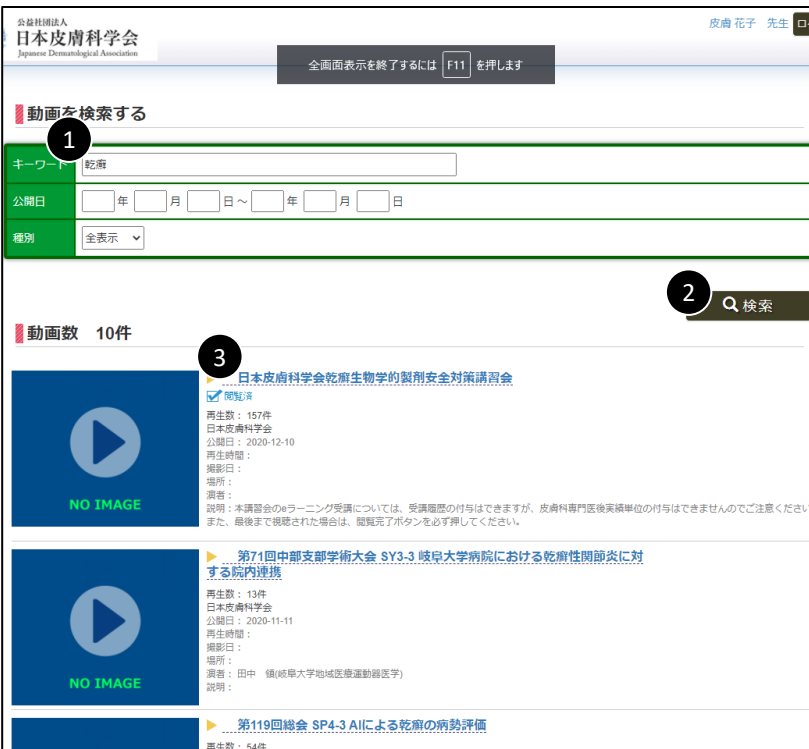 公益社団法人
日本皮膚科学会
Japanese Dermatological Association
皮膚 花子 先生
全画面表示を終了するには F11 を押します
動画を検索する
1
キーワード 乾癬
公開日 年 月 日 ~ 年 月 日
種別 全表示
2
検索
動画数 10件
3
日本皮膚科学会乾癬生物学的製剤安全対策講習会
閲覧済
再生数: 157件
日本皮膚科学会
公開日: 2020-12-10
再生時間:
撮影日:
場所:
演者:
説明:本講習会のeラーニング受講については、受講履歴の付与はできますが、皮膚科専門医後実績単位の付与はできませんのでご注意ください
また、最後まで視聴された場合は、閲覧完了ボタンを必ず押してください。
NO IMAGE
第71回中部支部学術大会 SY3-3 岐阜大学病院における乾癬性関節炎に対
する院内連携
再生数: 13件
日本皮膚科学会
公開日: 2020-11-11
再生時間:
撮影日:
場所:
演者: 田中 領(岐阜大学地域医療運動器医学)
説明:
NO IMAGE
第119回総会 SP4-3 AIによる乾癬の病勢評価
再生数: 54件